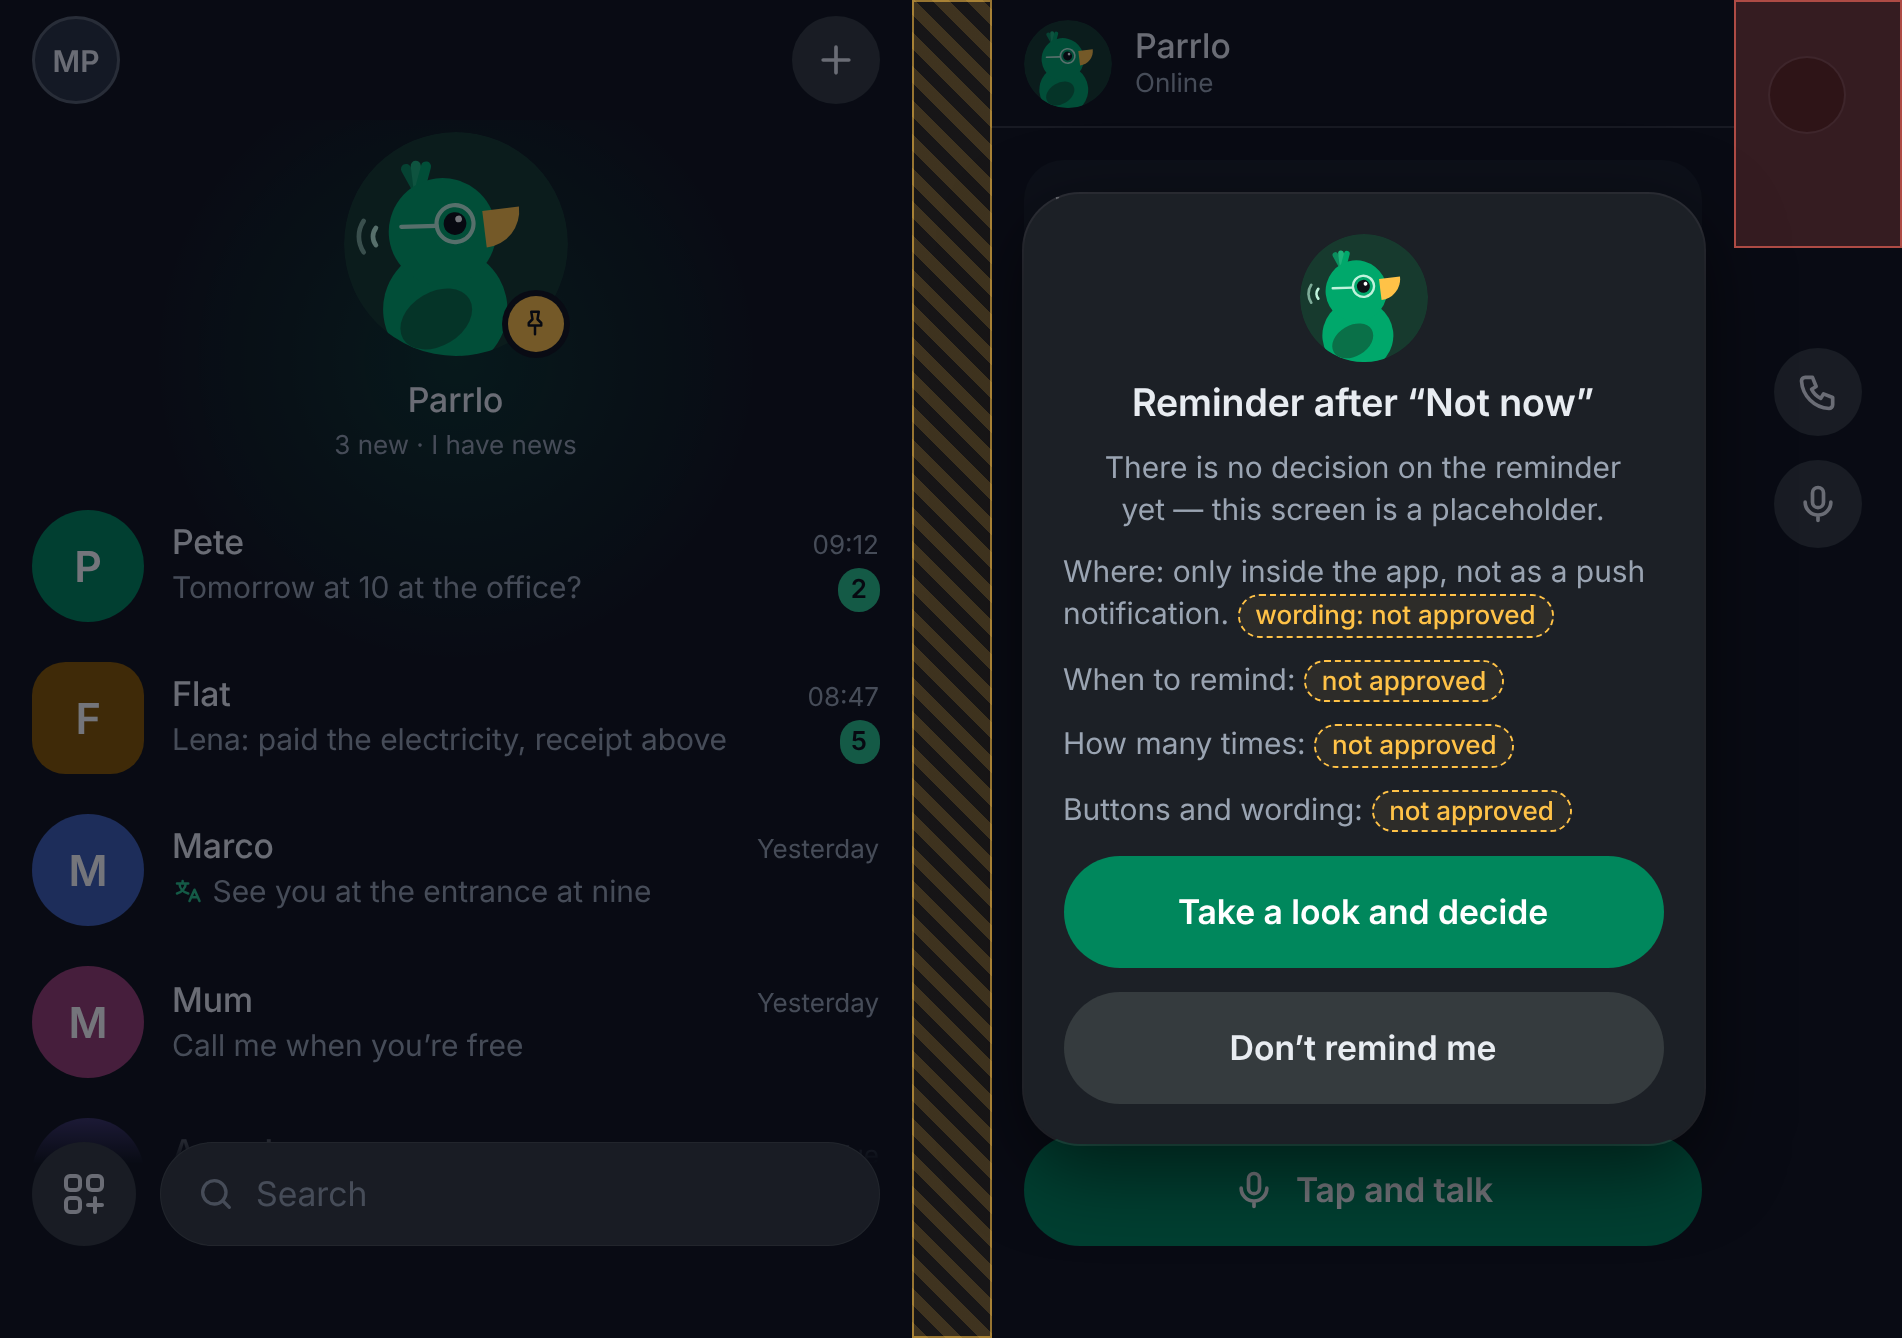 MP
Parrlo
3 new · I have news
P
Pete
09:12
Tomorrow at 10 at the office?
2
F
Flat
08:47
Lena: paid the electricity, receipt above
5
M
Marco
Yesterday
See you at the entrance at nine
M
Mum
Yesterday
Call me when you’re free
Search
Parrlo
Online
Reminder after “Not now”
There is no decision on the reminder
yet — this screen is a placeholder.
Where: only inside the app, not as a push
notification. wording: not approved
When to remind: not approved
How many times: not approved
Buttons and wording: not approved
Take a look and decide
Don’t remind me
Tap and talk